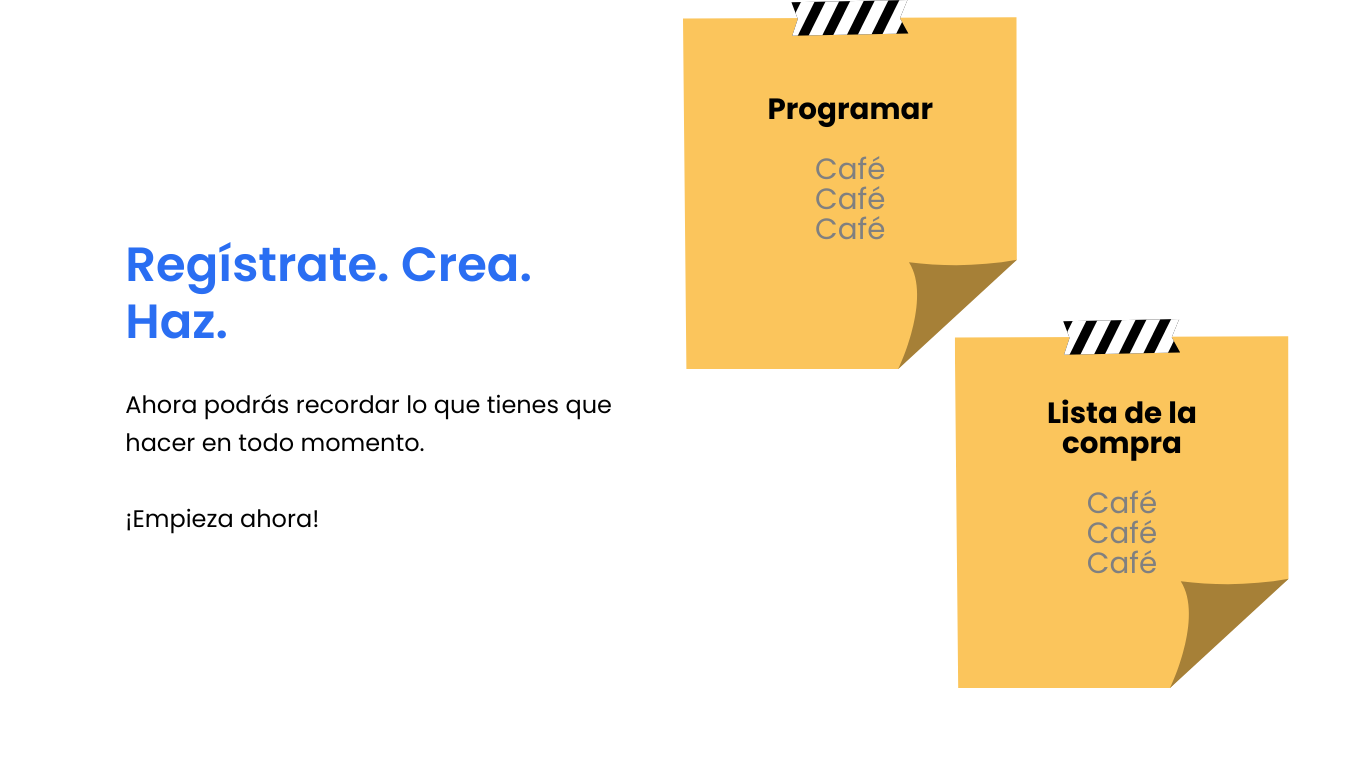 Regístrate. Crea.
Haz.
Ahora podrás recordar lo que tienes que
hacer en todo momento.
¡Empieza ahora!
Programar
Café
Café
Café
Lista de la
compra
Café
Café
Café